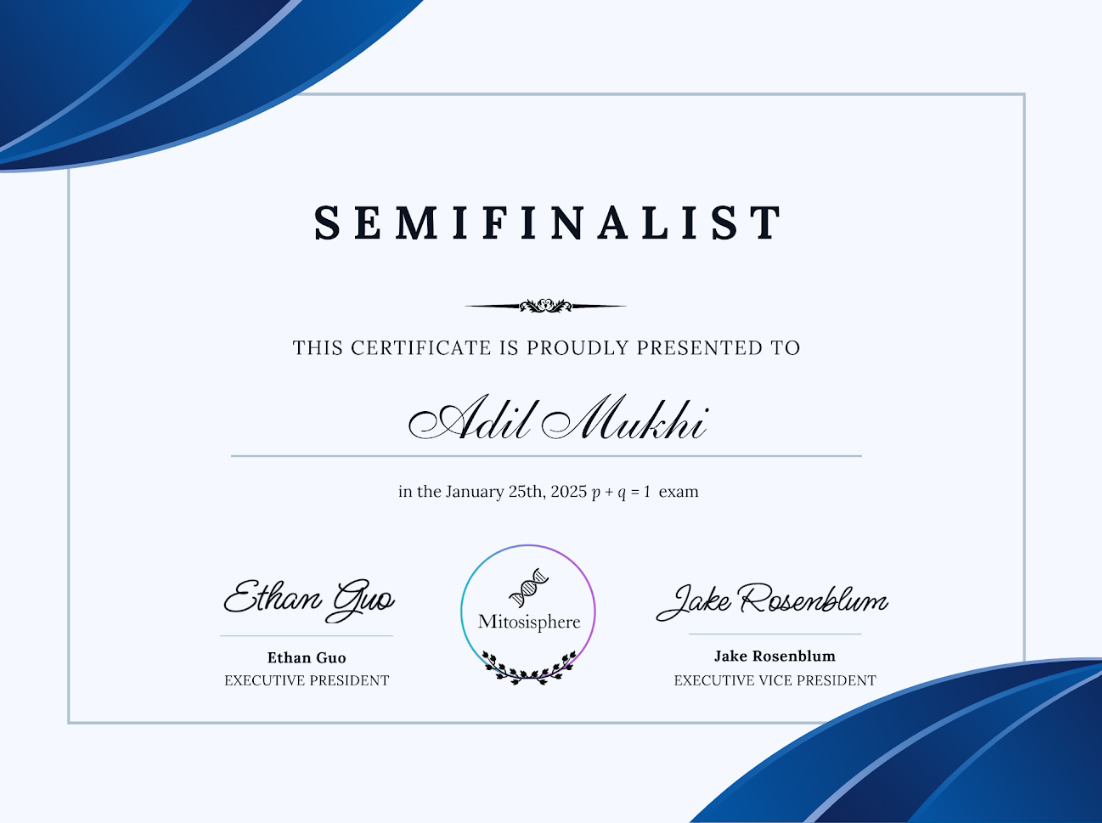 SEMIFINALIST
THIS CERTIFICATE IS PROUDLY PRESENTED TO
Adil Mukhi
in the January 25th, 2025 p + q = 1 exam
Ethan Guo
Mitosisphere
Jake Rosenblum
Ethan Guo
EXECUTIVE PRESIDENT
Jake Rosenblum
EXECUTIVE VICE PRESIDENT